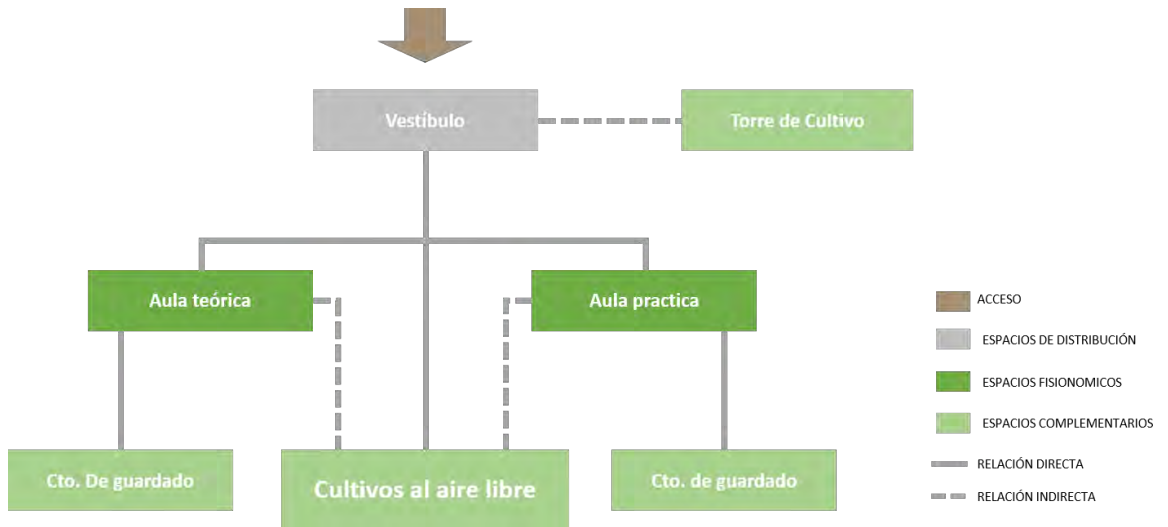 Vestíbulo
Torre de Cultivo
Aula teórica
Aula practica
Cto. De guardado
Cultivos al aire libre
Cto. de guardado
ACCESO
ESPACIOS DE DISTRIBUCIÓN
ESPACIOS FISIONOMICOS
ESPACIOS COMPLEMENTARIOS
RELACIÓN DIRECTA
RELACIÓN INDIRECTA